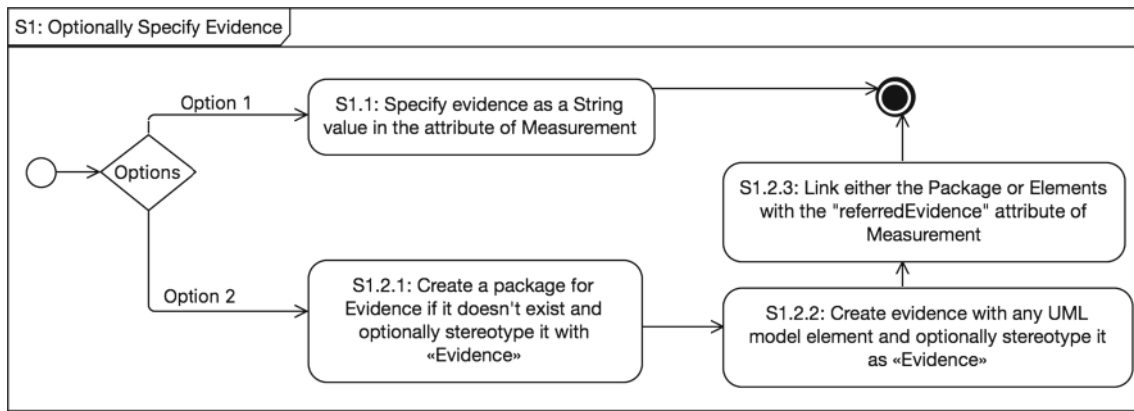 S1: Optionally Specify Evidence
Option 1
S1.1: Specify evidence as a String
value in the attribute of Measurement
Options
S1.2.3: Link either the Package or Elements
with the "referredEvidence" attribute of
Measurement
Option 2
S1.2.1: Create a package for
Evidence if it doesn't exist and
optionally stereotype it with
«Evidence»
S1.2.2: Create evidence with any UML
model element and optionally stereotype it
as «Evidence»